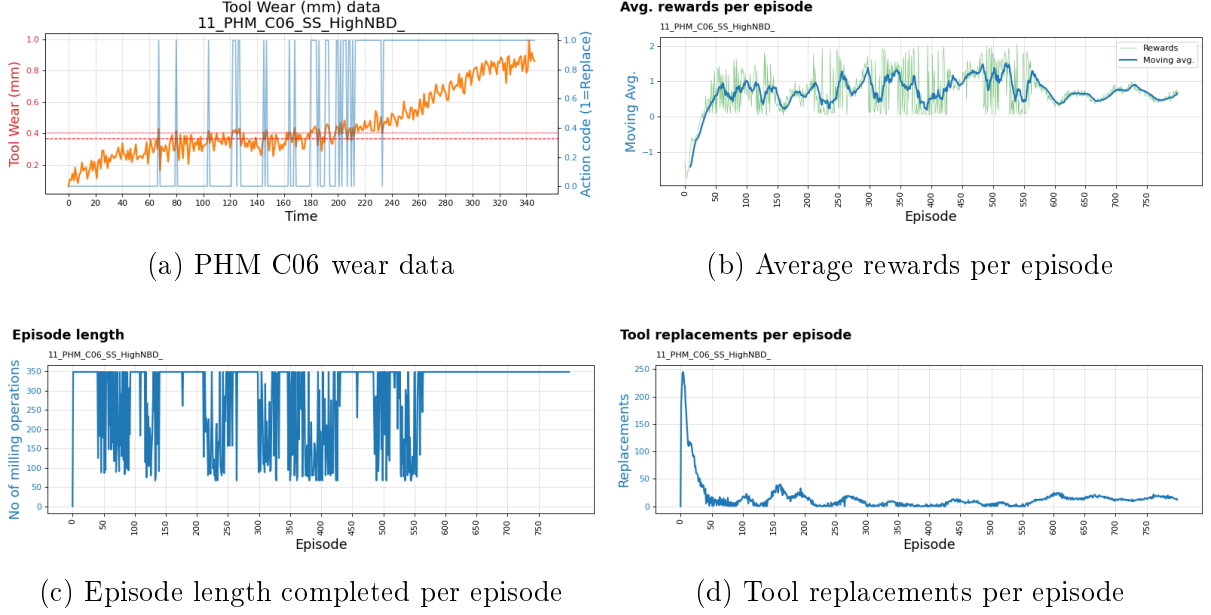 Tool Wear (mm) data
11_PHM_C06_SS_HighNBD_
Tool Wear (mm)
1.0
0.8
0.6
0.4
0.2
0 20 40 60 80 100 120 140 160 180 200 220 240 260 280 300 320 340
Time
1.0
0.8
0.6
0.4
0.2
0.0
Action code (1=Replace)
(a) PHM C06 wear data
Avg. rewards per episode
11_PHM_C06_SS_HighNBD_
Moving Avg.
2
1
0
−1
Rewards
Moving avg.
0 50 100 150 200 250 300 350 400 450 500 550 600 650 700 750
Episode
(b) Average rewards per episode
Episode length
11_PHM_C06_SS_HighNBD_
No of milling operations
350
300
250
200
150
100
50
0
0 50 100 150 200 250 300 350 400 450 500 550 600 650 700 750
Episode
(c) Episode length completed per episode
Tool replacements per episode
11_PHM_C06_SS_HighNBD_
Replacements
250
200
150
100
50
0
0 50 100 150 200 250 300 350 400 450 500 550 600 650 700 750
Episode
(d) Tool replacements per episode